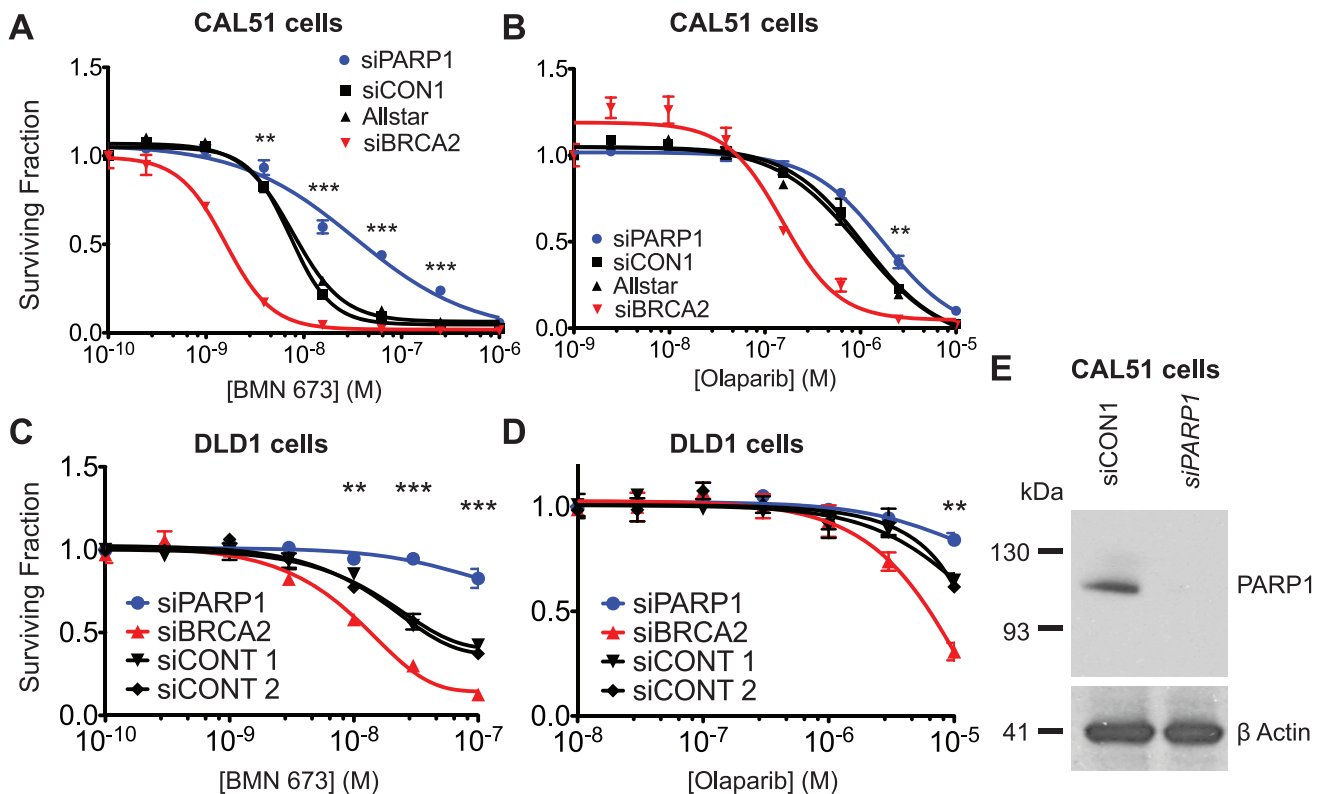 A
CAL51 cells
siPARP1
siCON1
Allstar
siBRCA2
**
***
***
***
1.5
1.0
0.5
0.0
Surviving Fraction
10-10
10-9
10-8
10-7
10-6
[BMN 673] (M)
B
CAL51 cells
1.5
1.0
0.5
0.0
**
siPARP1
siCON1
Allstar
siBRCA2
10-9
10-8
10-7
10-6
10-5
[Olaparib] (M)
C
DLD1 cells
1.5
1.0
0.5
0.0
Surviving Fraction
**
***
***
siPARP1
siBRCA2
siCONT 1
siCONT 2
10-10
10-9
10-8
10-7
[BMN 673] (M)
D
DLD1 cells
1.0
0.5
0.0
**
siPARP1
siBRCA2
siCONT 1
siCONT 2
10-8
10-7
10-6
10-5
[Olaparib] (M)
E
CAL51 cells
siCON1
siPARP1
kDa
130
93
41
PARP1
β Actin